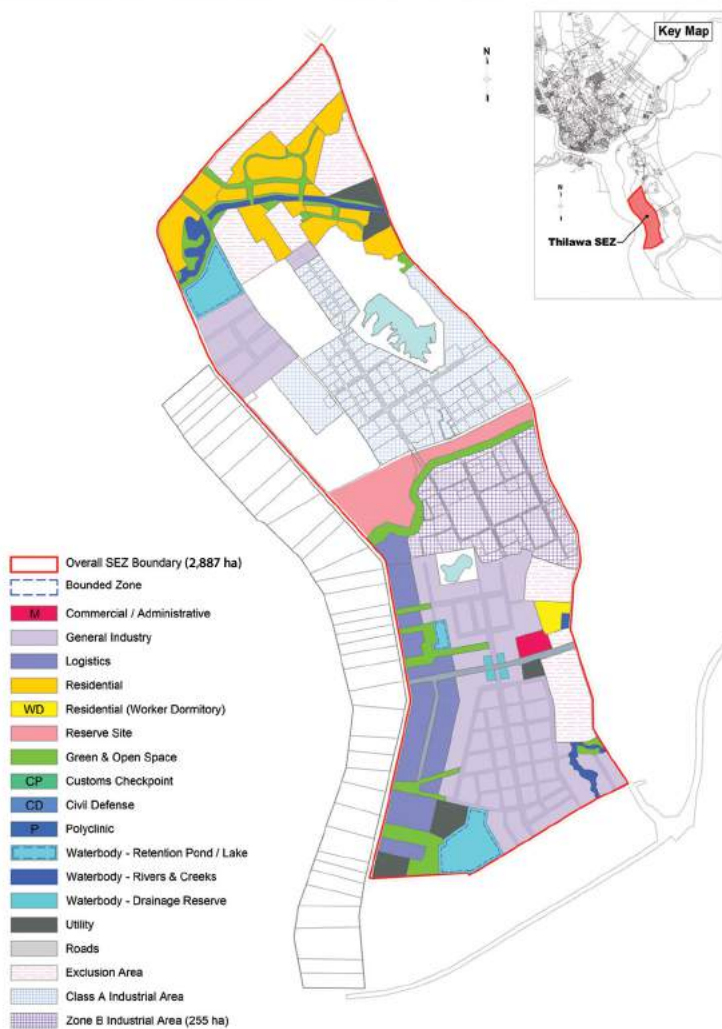 Key Map
N
N
Thilawa SEZ
Overall SEZ Boundary (2,887 ha)
Bounded Zone
M Commercial / Administrative
General Industry
Logistics
Residential
WD Residential (Worker Dormitory)
Reserve Site
Green & Open Space
CP Customs Checkpoint
CD Civil Defense
P Polyclinic
Waterbody - Retention Pond / Lake
Waterbody - Rivers & Creeks
Waterbody - Drainage Reserve
Utility
Roads
Exclusion Area
Class A Industrial Area
Zone B Industrial Area (255 ha)